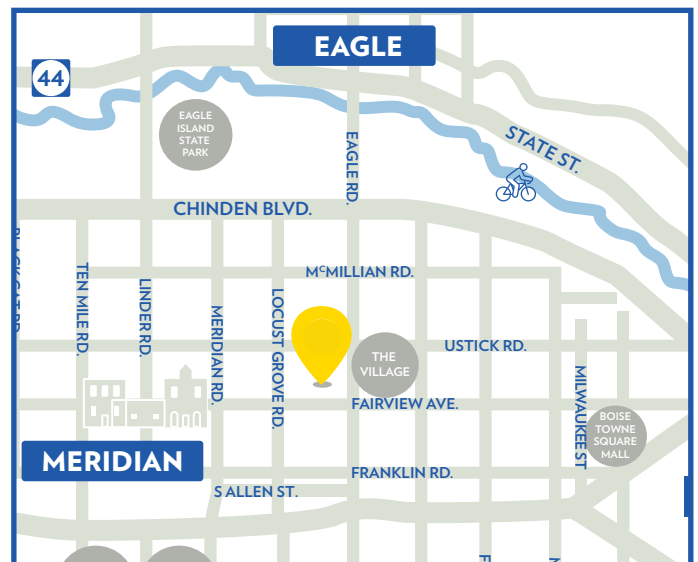 EAGLE
44
EAGLE
ISLAND
STATE
PARK
STATE ST.
EAGLE RD.
CHINDEN BLVD.
MCMILLIAN RD.
TEN MILE RD.
LINDER RD.
MERIDIAN RD.
LOCUST GROVE RD.
USTICK RD.
THE
VILLAGE
MILWAUKEE ST
FAIRVIEW AVE.
BOISE
TOWNE
SQUARE
MALL
MERIDIAN
FRANKLIN RD.
S ALLEN ST.